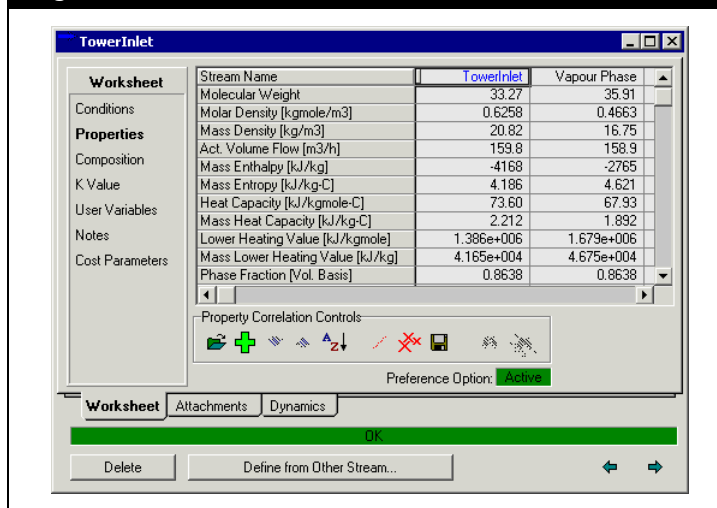 TowerInlet
Worksheet
Conditions
Properties
Composition
K Value
User Variables
Notes
Cost Parameters
Stream Name TowerInlet Vapour Phase
Molecular Weight 33.27 35.91
Molar Density [kgmole/m3] 0.6258 0.4663
Mass Density [kg/m3] 20.82 16.75
Act. Volume Flow [m3/h] 159.8 158.9
Mass Enthalpy [kJ/kg] -4168 -2765
Mass Entropy [kJ/kg-C] 4.186 4.621
Heat Capacity [kJ/kgmole-C] 73.60 67.93
Mass Heat Capacity [kJ/kg-C] 2.212 1.892
Lower Heating Value [kJ/kgmole] 1.386e+006 1.679e+006
Mass Lower Heating Value [kJ/kg] 4.165e+004 4.675e+004
Phase Fraction [Vol. Basis] 0.8638 0.8638
Property Correlation Controls
AZ
Preference Option: Active
Worksheet Attachments Dynamics
OK
Delete Define from Other Stream...